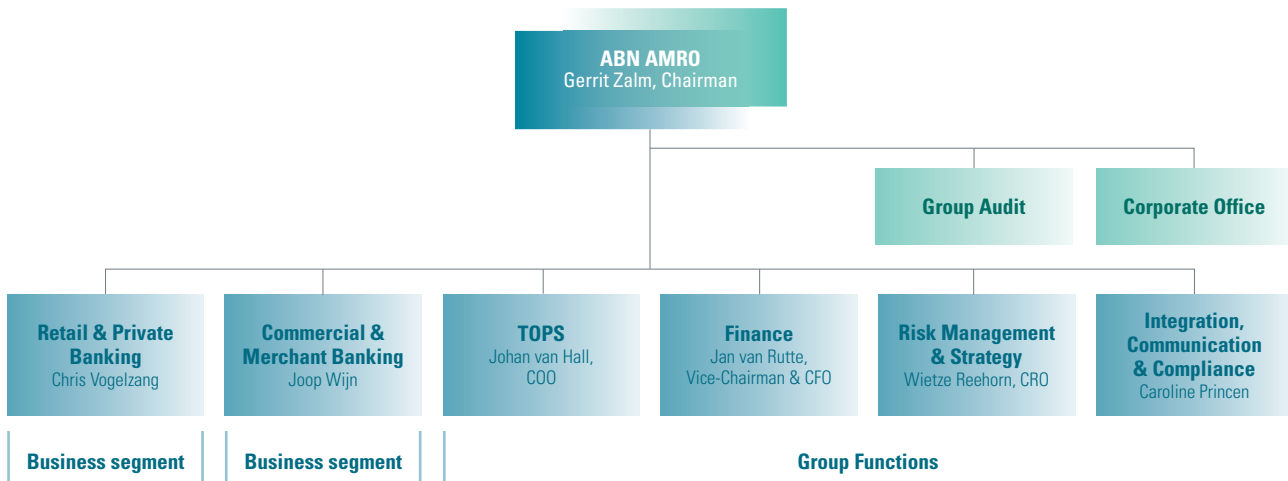 ABN AMRO
Gerrit Zalm, Chairman
Group Audit
Corporate Office
Retail & Private
Banking
Chris Vogelzang
Commercial &
Merchant Banking
Joop Wijn
TOPS
Johan van Hall,
COO
Finance
Jan van Rutte,
Vice-Chairman & CFO
Risk Management
& Strategy
Wietze Reehorn, CRO
Integration,
Communication
& Compliance
Caroline Princen
Business segment
Business segment
Group Functions